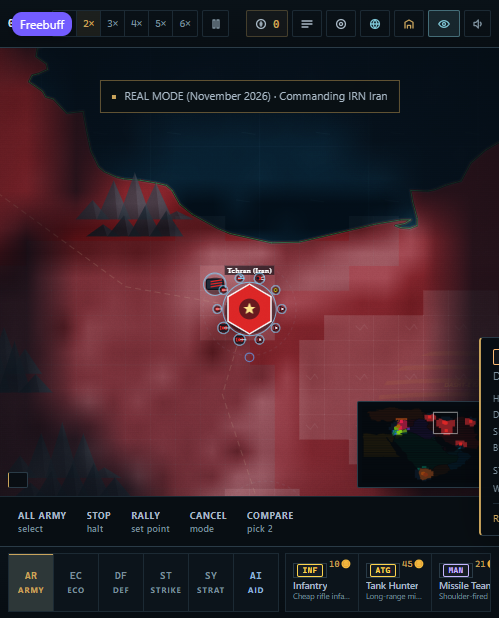 Freebuff
2×
3×
4×
5×
6×
0
REAL MODE (November 2026) · Commanding IRN Iran
Tehran (Iran)
ALL ARMY
select
STOP
halt
RALLY
set point
CANCEL
mode
COMPARE
pick 2
AR
ARMY
EC
ECO
DF
DEF
ST
STRIKE
SY
STRAT
AI
AID
INF
10
Infantry
Cheap rifle infa...
ATG
45
Tank Hunter
Long-range mi...
MAN
21
Missile Tean
Shoulder-fired